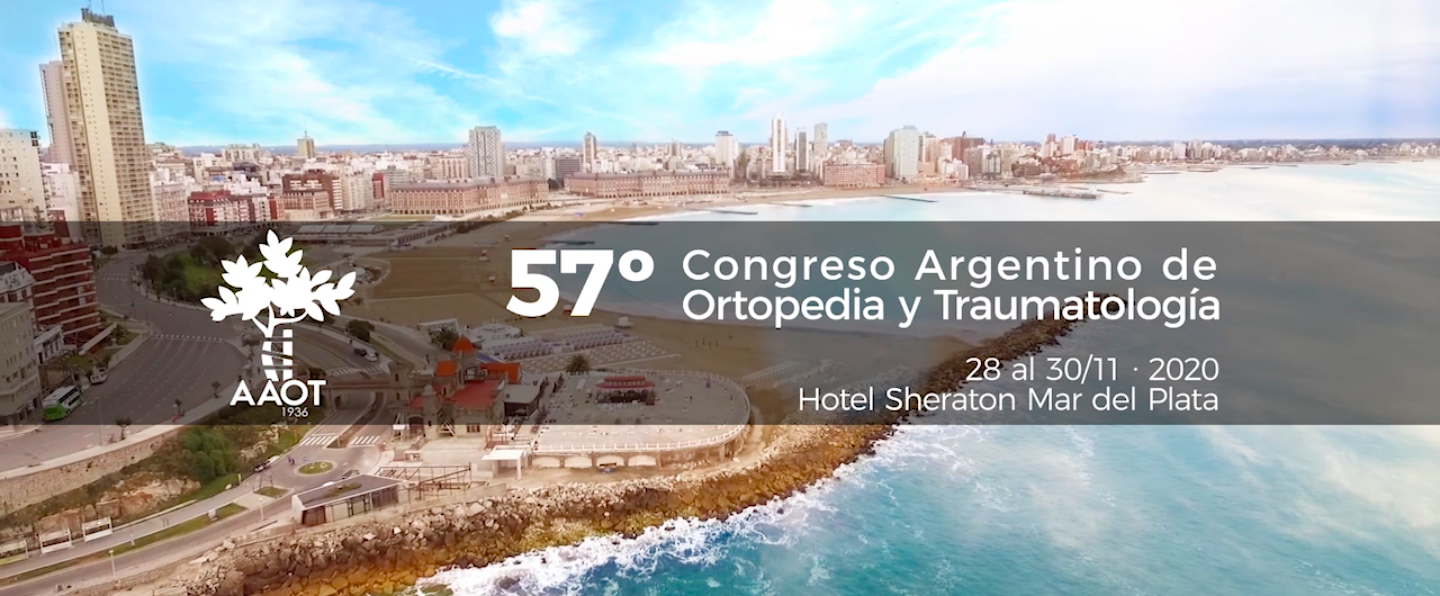 57º
Congreso Argentino de
Ortopedia y Traumatología
28 al 30/11 · 2020
Hotel Sheraton Mar del Plata
AAOT
1936